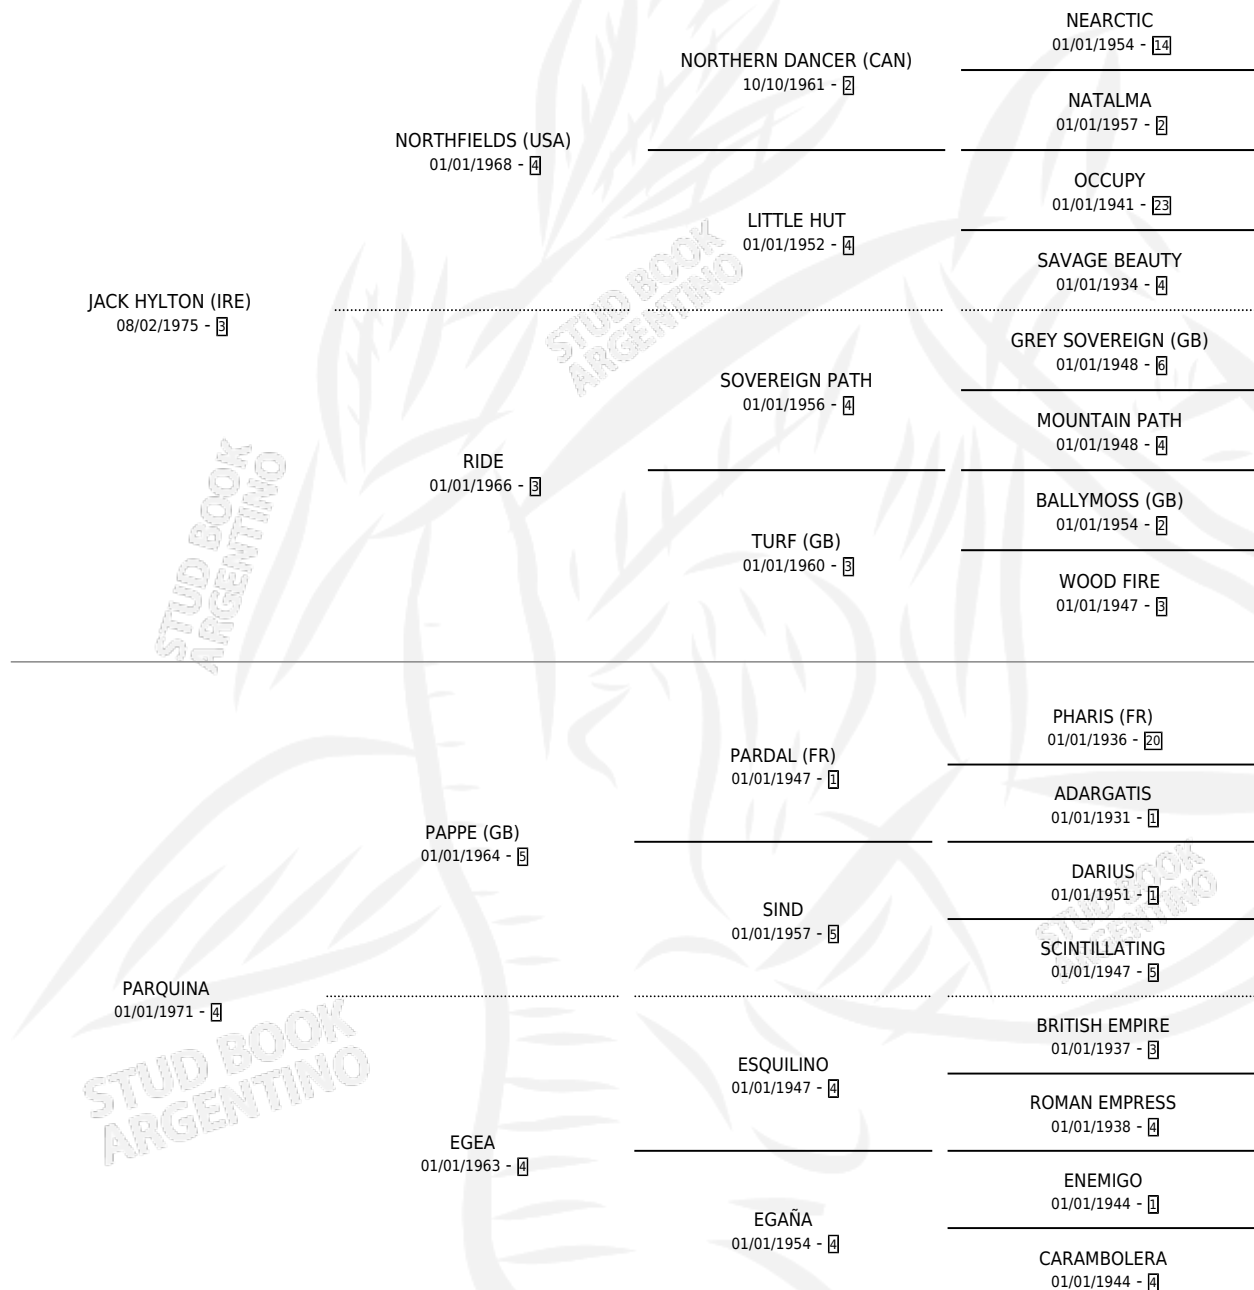 NEARCTIC
01/01/1954 - 14
NORTHERN DANCER (CAN)
10/10/1961 - 2
NATALMA
01/01/1957 - 2
NORTHFIELDS (USA)
01/01/1968 - 4
OCCUPY
01/01/1941 - 23
LITTLE HUT
01/01/1952 - 4
SAVAGE BEAUTY
01/01/1934 - 4
JACK HYLTON (IRE)
08/02/1975 - 3
GREY SOVEREIGN (GB)
01/01/1948 - 6
SOVEREIGN PATH
01/01/1956 - 4
MOUNTAIN PATH
01/01/1948 - 4
RIDE
01/01/1966 - 3
BALLYMOSS (GB)
01/01/1954 - 2
TURF (GB)
01/01/1960 - 3
WOOD FIRE
01/01/1947 - 3
PHARIS (FR)
01/01/1936 - 20
PARDAL (FR)
01/01/1947 - 1
ADARGATIS
01/01/1931 - 1
PAPPE (GB)
01/01/1964 - 5
DARIUS
01/01/1951 - 1
SIND
01/01/1957 - 5
SCINTILLATING
01/01/1947 - 5
PARQUINA
01/01/1971 - 4
BRITISH EMPIRE
01/01/1937 - 3
ESQUILINO
01/01/1947 - 4
ROMAN EMPRESS
01/01/1938 - 4
EGEA
01/01/1963 - 4
ENEMIGO
01/01/1944 - 1
EGAÑA
01/01/1954 - 4
CARAMBOLERA
01/01/1944 - 4
STUD BOOK
ARGENTINO
STUD BOOK
ARGENTINO
STUD BOOK
ARGENTINO
STUD BOOK
ARGENTINO